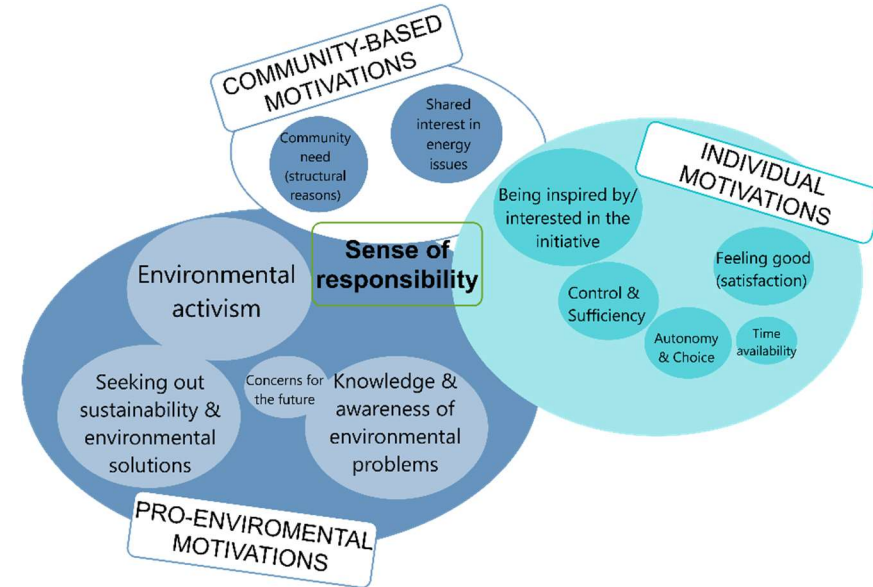 COMMUNITY-BASED
MOTIVATIONS
Community
need
(structural
reasons)
Shared
interest in
energy
issues
INDIVIDUAL
MOTIVATIONS
Being inspired by/
interested in the
initiative
Feeling good
(satisfaction)
Control &
Sufficiency
Autonomy
& Choice
Time
availability
Sense of
responsibility
Environmental
activism
Seeking out
sustainability &
environmental
solutions
Concerns for
the future
Knowledge &
awareness of
environmental
problems
PRO-ENVIROMENTAL
MOTIVATIONS